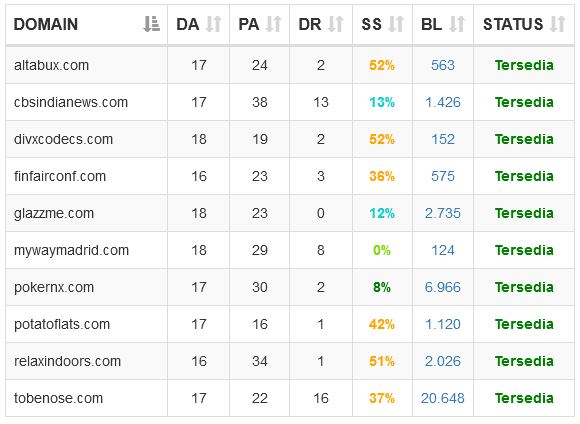 DOMAIN DA PA DR SS BL STATUS
altabux.com 17 24 2 52% 563 Tersedia
cbsindianews.com 17 38 13 13% 1.426 Tersedia
divxcodecs.com 18 19 2 52% 152 Tersedia
finfairconf.com 16 23 3 36% 575 Tersedia
glazzme.com 18 23 0 12% 2.735 Tersedia
mywaymadrid.com 18 29 8 0% 124 Tersedia
pokernx.com 17 30 2 8% 6.966 Tersedia
potatoflats.com 17 16 1 42% 1.120 Tersedia
relaxindoors.com 16 34 1 51% 2.026 Tersedia
tobenose.com 17 22 16 37% 20.648 Tersedia